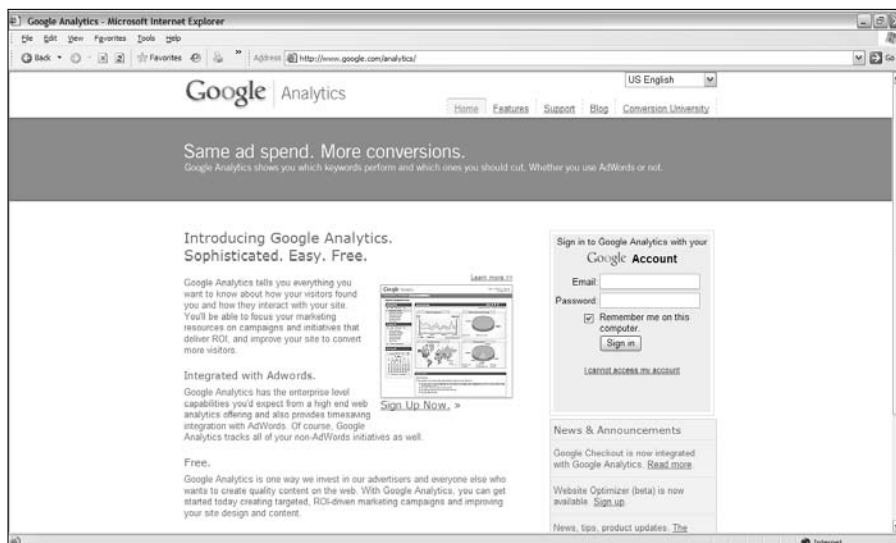 Google Analytics - Microsoft Internet Explorer
File Edit View Favorites Tools Help
Back Favorites Address http://www.google.com/analytics/ Go
US English
Google Analytics
Home Features Support Blog Conversion University
Same ad spend. More conversions.
Google Analytics shows you which keywords perform and which ones you should cut. Whether you use AdWords or not.
Introducing Google Analytics.
Sophisticated. Easy. Free.
Learn more >>
Google Analytics tells you everything you
want to know about how your visitors found
you and how they interact with your site.
You'll be able to focus your marketing
resources on campaigns and initiatives that
deliver ROI, and improve your site to convert
more visitors.
Sign Up Now. »
Integrated with Adwords.
Google Analytics has the enterprise level
capabilities you'd expect from a high end web
analytics offering and also provides timesaving
integration with AdWords. Of course, Google
Analytics tracks all of your non-AdWords initiatives as well.
Free.
Google Analytics is one way we invest in our advertisers and everyone else who
wants to create quality content on the web. With Google Analytics, you can get
started today creating targeted, ROI-driven marketing campaigns and improving
your site design and content.
Sign in to Google Analytics with your
Google Account
Email:
Password:
Remember me on this
computer.
Sign in
I cannot access my account
News & Announcements
Google Checkout is now integrated
with Google Analytics. Read more.
Website Optimizer (beta) is now
available. Sign up.
News, tips, product updates. The
Internet